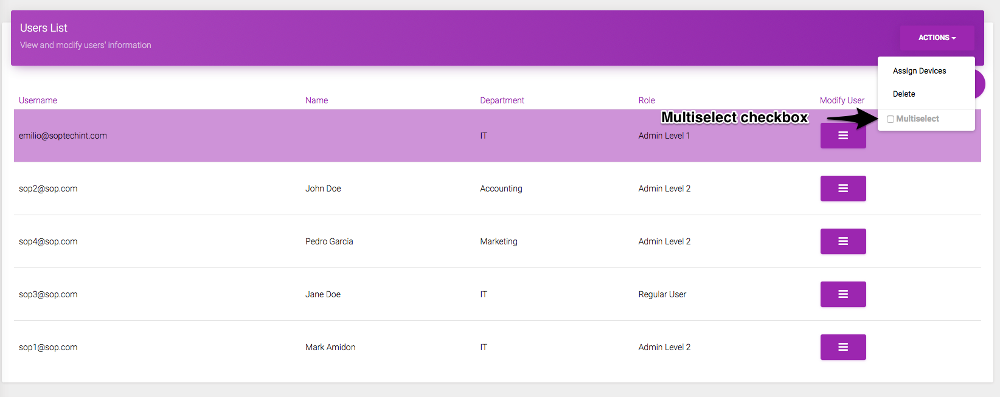 Users List
View and modify users' information
ACTIONS
Assign Devices
Delete
Multiselect
Multiselect checkbox
Username Name Department Role Modify User
emilio@soptechint.com IT Admin Level 1
sop2@sop.com John Doe Accounting Admin Level 2
sop4@sop.com Pedro Garcia Marketing Admin Level 2
sop3@sop.com Jane Doe IT Regular User
sop1@sop.com Mark Amidon IT Admin Level 2